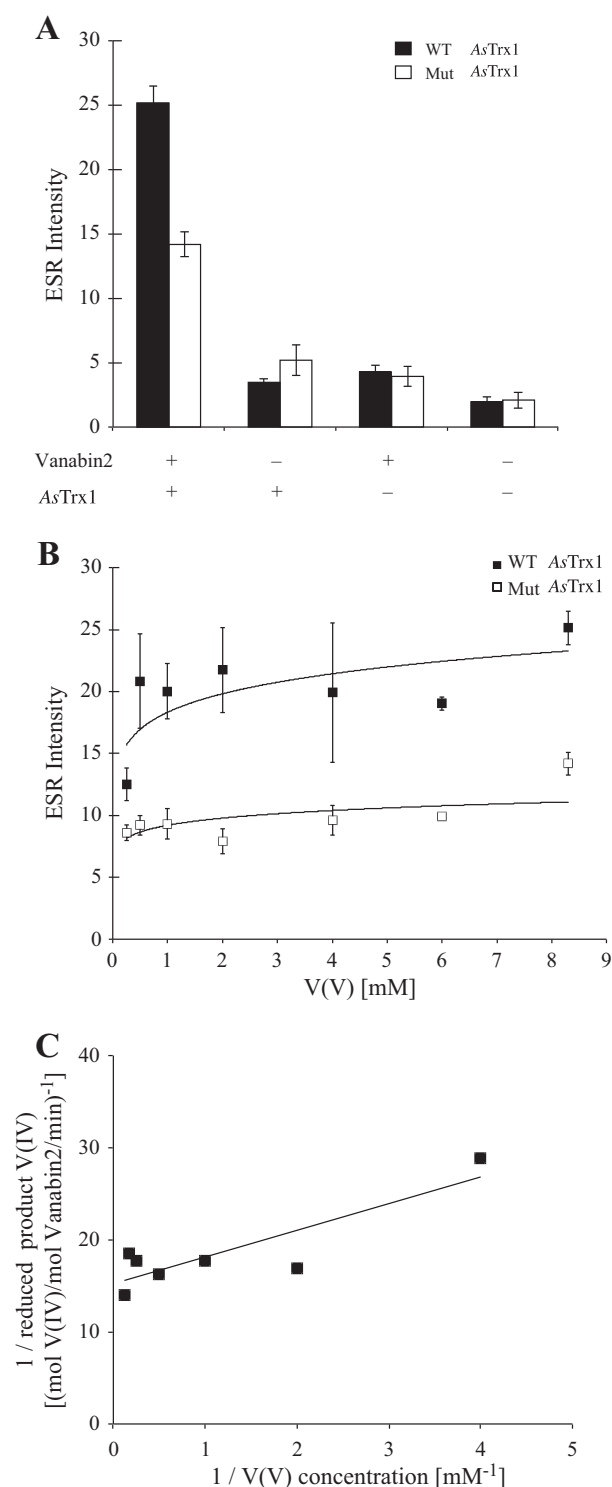 A
WT AsTrx1
Mut AsTrx1
30
25
20
15
10
5
0
ESR Intensity
Vanabin2 + – + –
AsTrx1 + + – –
B
WT AsTrx1
Mut AsTrx1
30
25
20
15
10
5
0
ESR Intensity
0 1 2 3 4 5 6 7 8 9
V(V) [mM]
C
40
30
20
10
0
1 / reduced product V(IV)
[(mol V(IV)/mol Vanabin2/min)-1]
0 1 2 3 4 5
1 / V(V) concentration [mM-1]